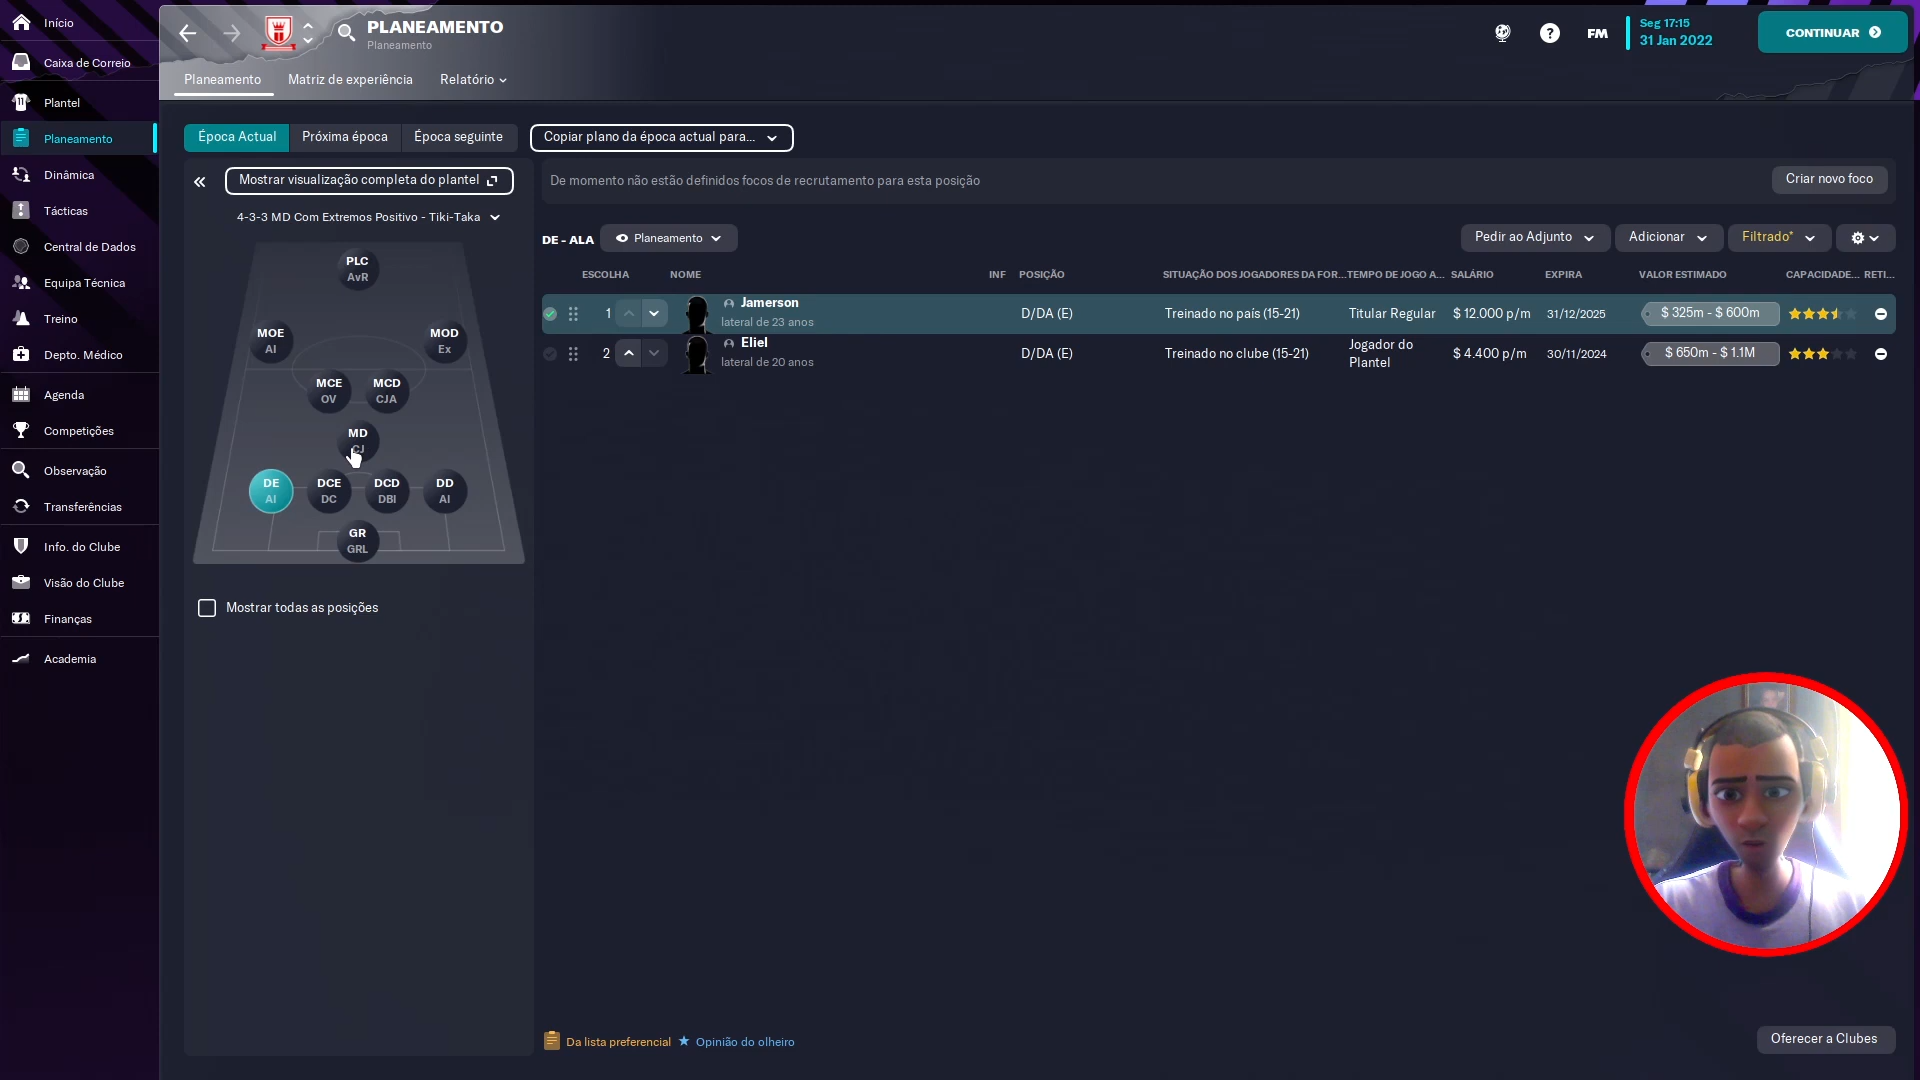 Início
Caixa de Correio
Plantel
Planeamento
Dinâmica
Tácticas
Central de Dados
Equipa Técnica
Treino
Depto. Médico
Agenda
Competições
Observação
Transferências
Info. do Clube
Visão do Clube
Finanças
Academia
PLANEAMENTO
Planeamento
FM
Seg 17:15
31 Jan 2022
CONTINUAR
Planeamento
Matriz de experiência
Relatório
Época Actual
Próxima época
Época seguinte
Copiar plano da época actual para...
Mostrar visualização completa do plantel
4-3-3 MD Com Extremos Positivo - Tiki-Taka
PLC
AvR
MOE
Al
MOD
Ex
MCE
OV
MCD
CJA
MD
CJ
DE
Al
DCE
DC
DCD
DBl
DD
Al
GR
GRL
Mostrar todas as posições
De momento não estão definidos focos de recrutamento para esta posição
Criar novo foco
DE - ALA
Planeamento
Pedir ao Adjunto
Adicionar
Filtrado*
ESCOLHA NOME INF POSIÇÃO SITUAÇÃO DOS JOGADORES DA FOR... TEMPO DE JOGO A... SALÁRIO EXPIRA VALOR ESTIMADO CAPACIDADE... RETI...
1 Jamerson
lateral de 23 anos
D/DA (E) Treinado no país (15-21) Titular Regular $ 12.000 p/m 31/12/2025 $ 325m - $ 600m
2 Eliel
lateral de 20 anos
D/DA (E) Treinado no clube (15-21) Jogador do
Plantel
$ 4.400 p/m 30/11/2024 $ 650m - $ 1.1M
Da lista preferencial
Opinião do olheiro
Oferecer a Clubes